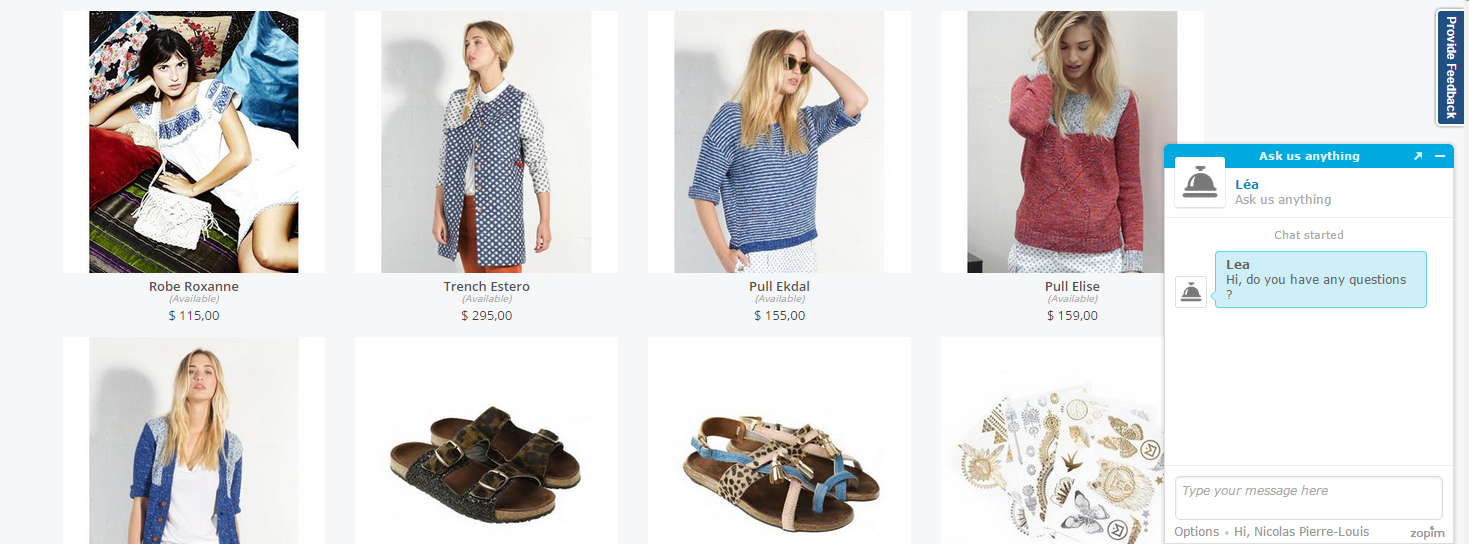 Provide Feedback
Robe Roxanne
(Available)
$ 115,00
Trench Estero
(Available)
$ 295,00
Pull Ekdal
(Available)
$ 155,00
Pull Elise
(Available)
$ 159,00
Ask us anything
Léa
Ask us anything
Chat started
Lea
Hi, do you have any questions
?
Type your message here
Options • Hi, Nicolas Pierre-Louis
zopim